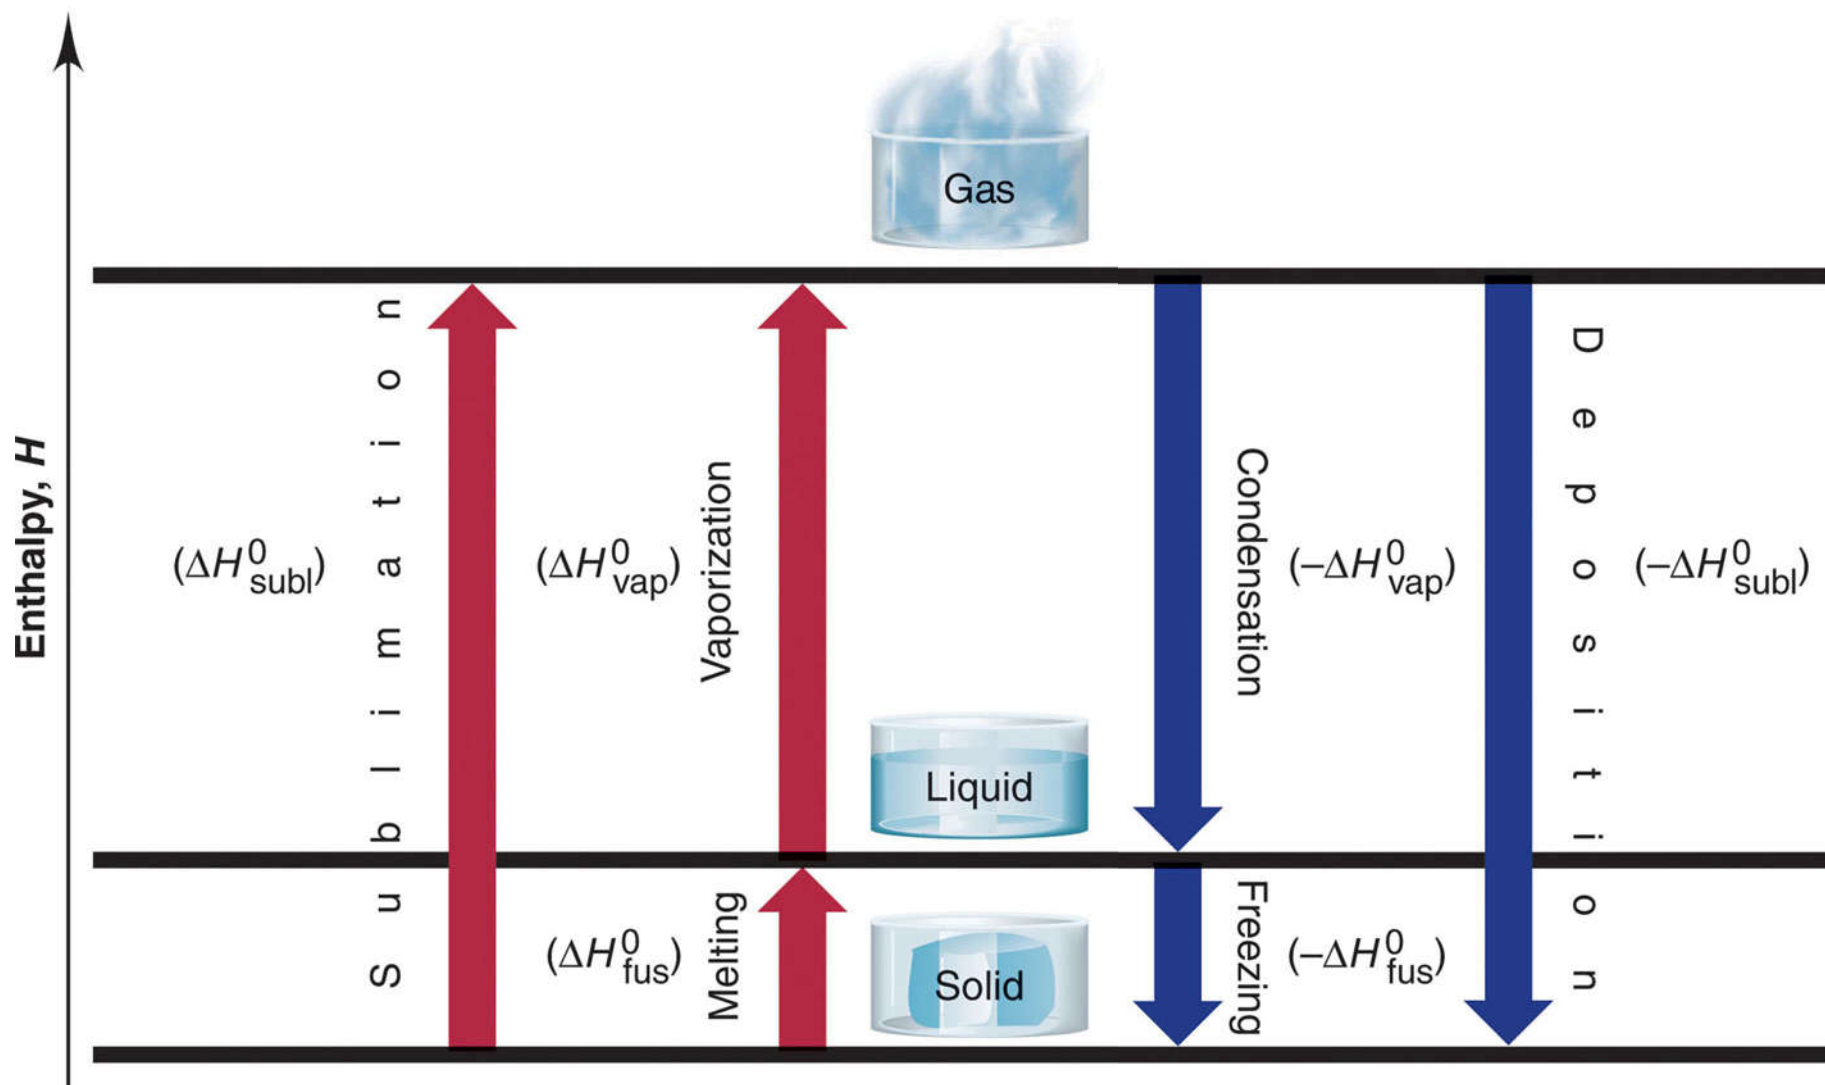 Gas
Enthalpy, H
(ΔH⁰subl)
Sublimation
(ΔH⁰vap)
Vaporization
Condensation
(−ΔH⁰vap)
Deposition
(−ΔH⁰subl)
Liquid
(ΔH⁰fus)
Melting
Solid
Freezing
(−ΔH⁰fus)